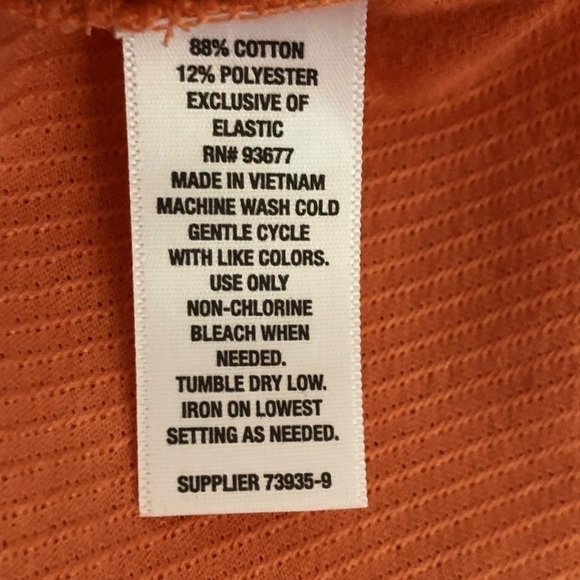 88% COTTON
12% POLYESTER
EXCLUSIVE OF
ELASTIC
RN# 93677
MADE IN VIETNAM
MACHINE WASH COLD
GENTLE CYCLE
WITH LIKE COLORS.
USE ONLY
NON-CHLORINE
BLEACH WHEN
NEEDED.
TUMBLE DRY LOW.
IRON ON LOWEST
SETTING AS NEEDED.
SUPPLIER 73935-9